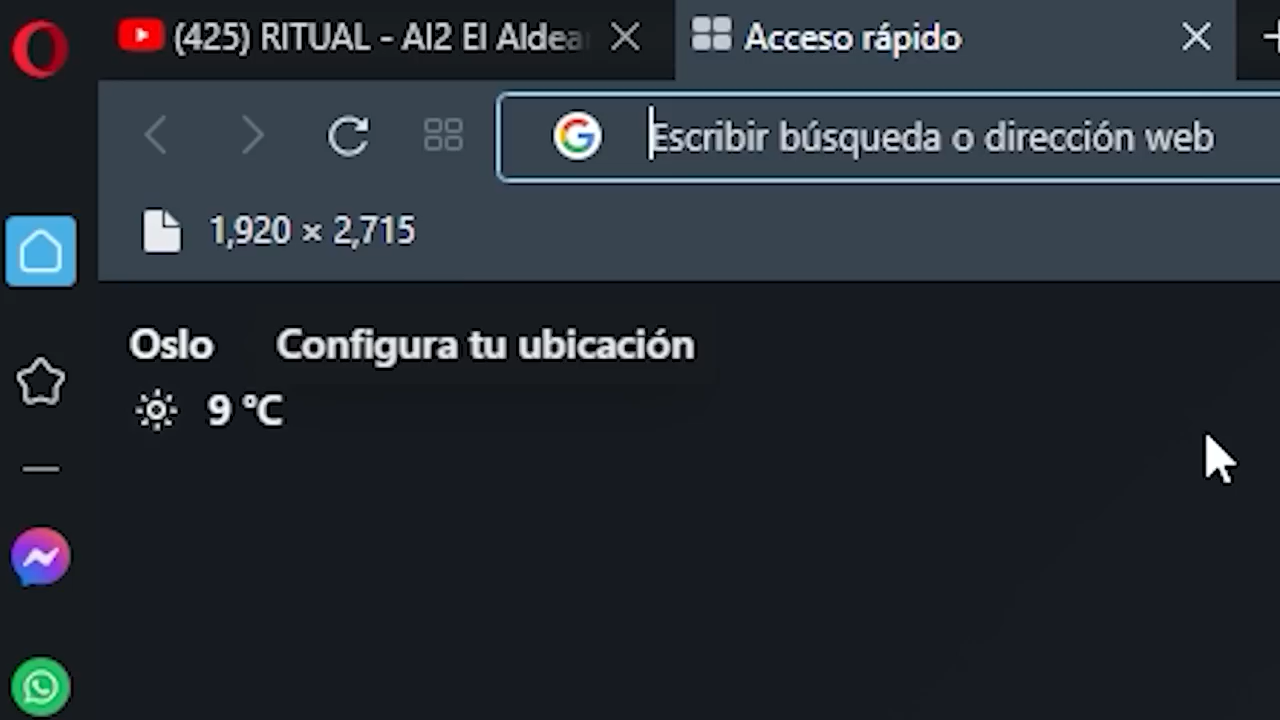 (425) RITUAL - Al2 El Aldea
Acceso rápido
Escribir búsqueda o dirección web
1,920 × 2,715
Oslo Configura tu ubicación
9 °C